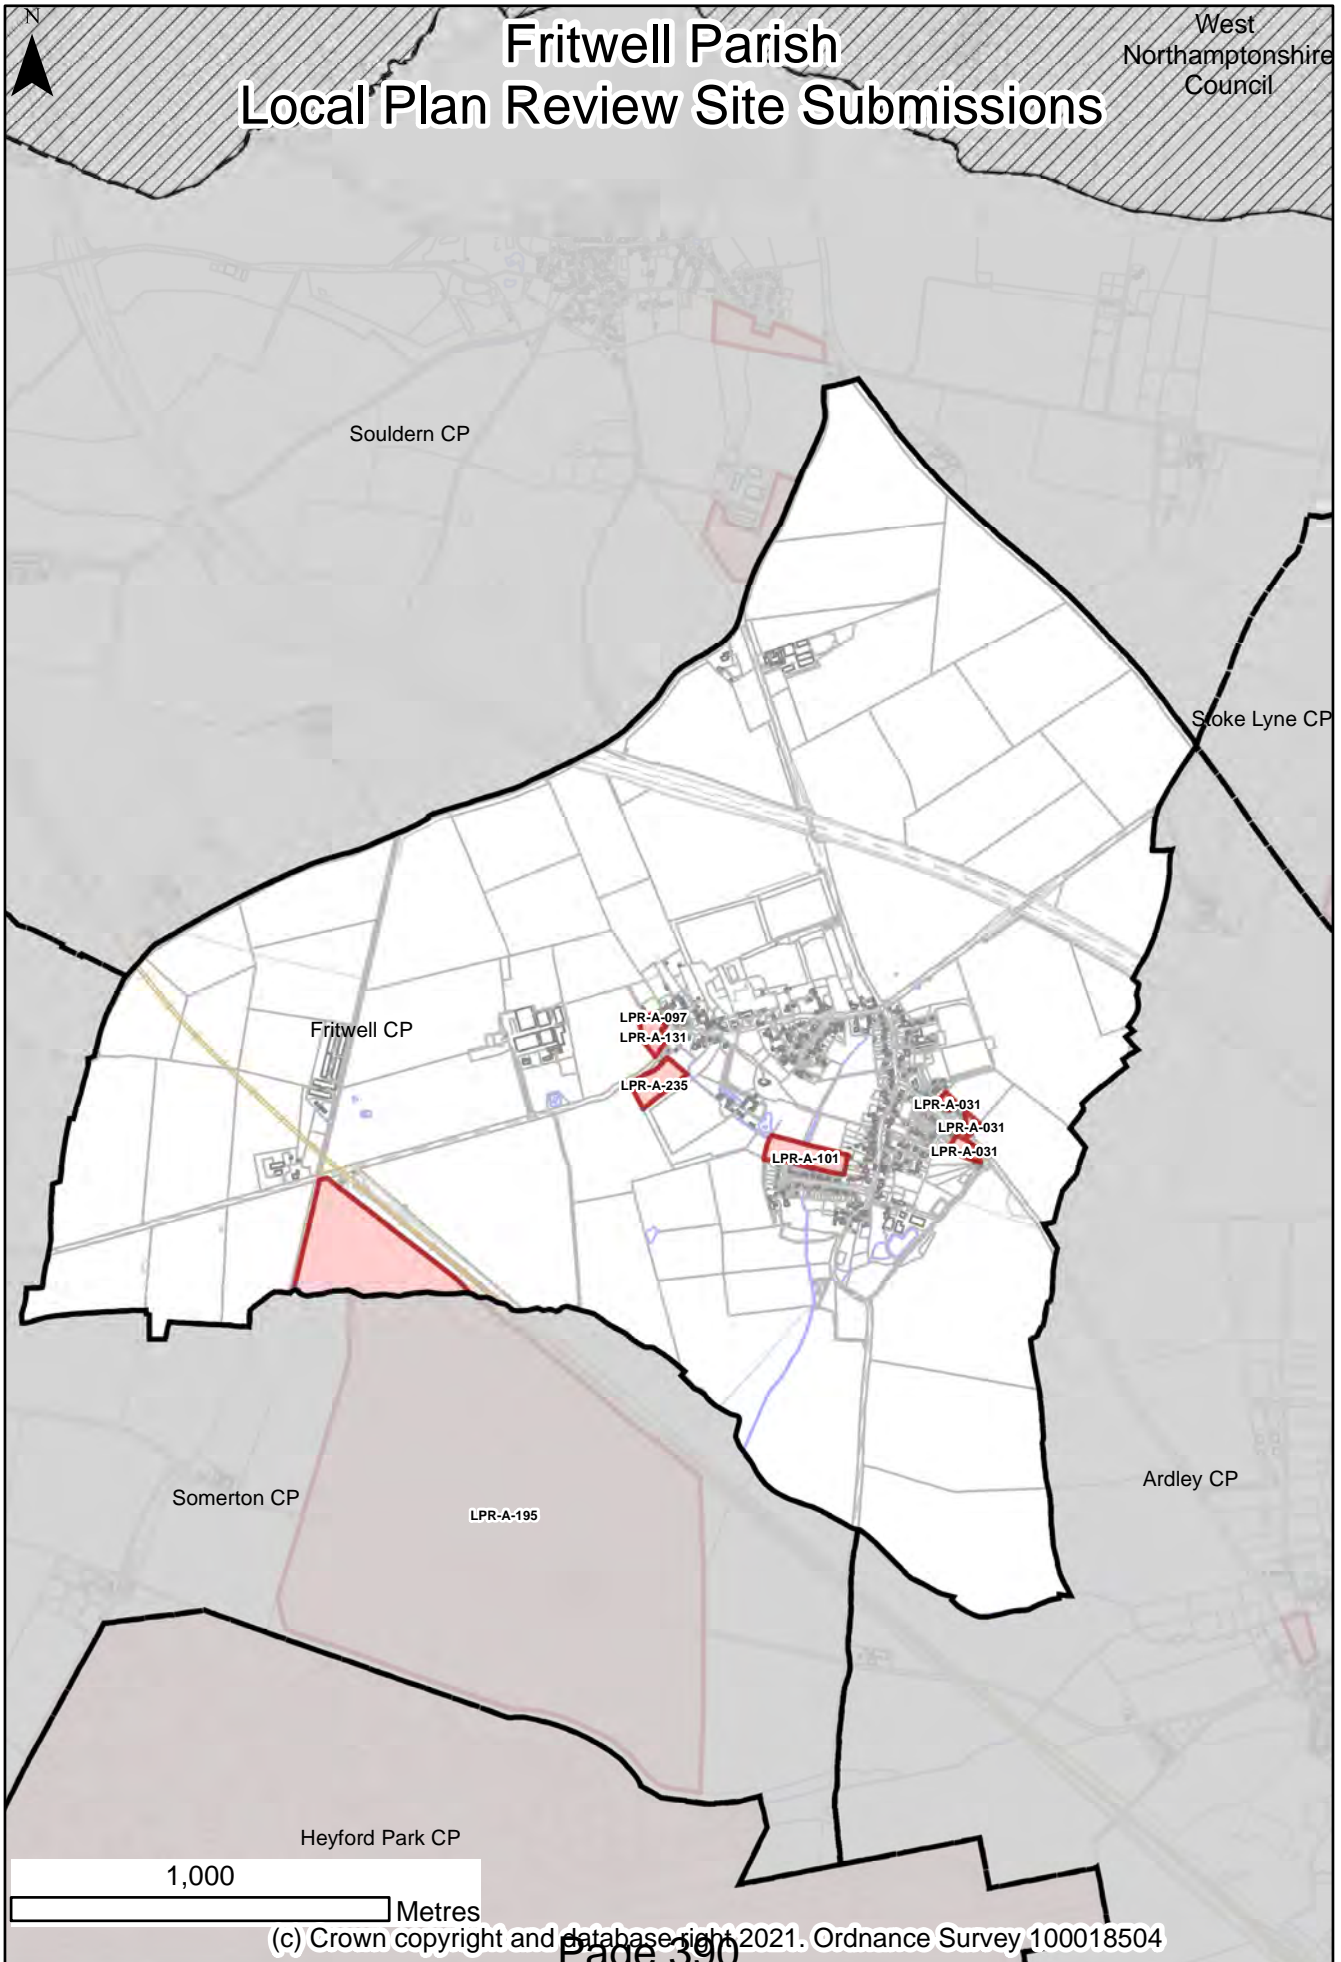 N
Fritwell Parish
Local Plan Review Site Submissions
West
Northamptonshire
Council
Souldern CP
Stoke Lyne CP
LPR-A-097
Fritwell CP
LPR-A-131
LPR-A-235
LPR-A-031
LPR-A-031
LPR-A-031
LPR-A-101
Ardley CP
Somerton CP
LPR-A-195
Heyford Park CP
1,000
Metres
(c) Crown copyright and database right 2021. Ordnance Survey 100018504
Page 390